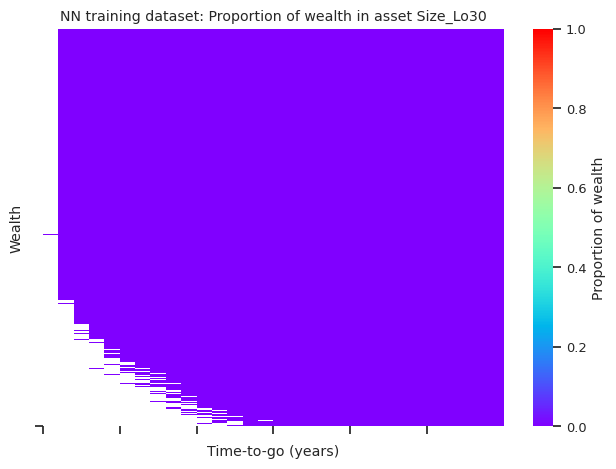 NN training dataset: Proportion of wealth in asset Size_Lo30
Wealth
Time-to-go (years)
1.0
0.8
0.6
0.4
0.2
0.0
Proportion of wealth